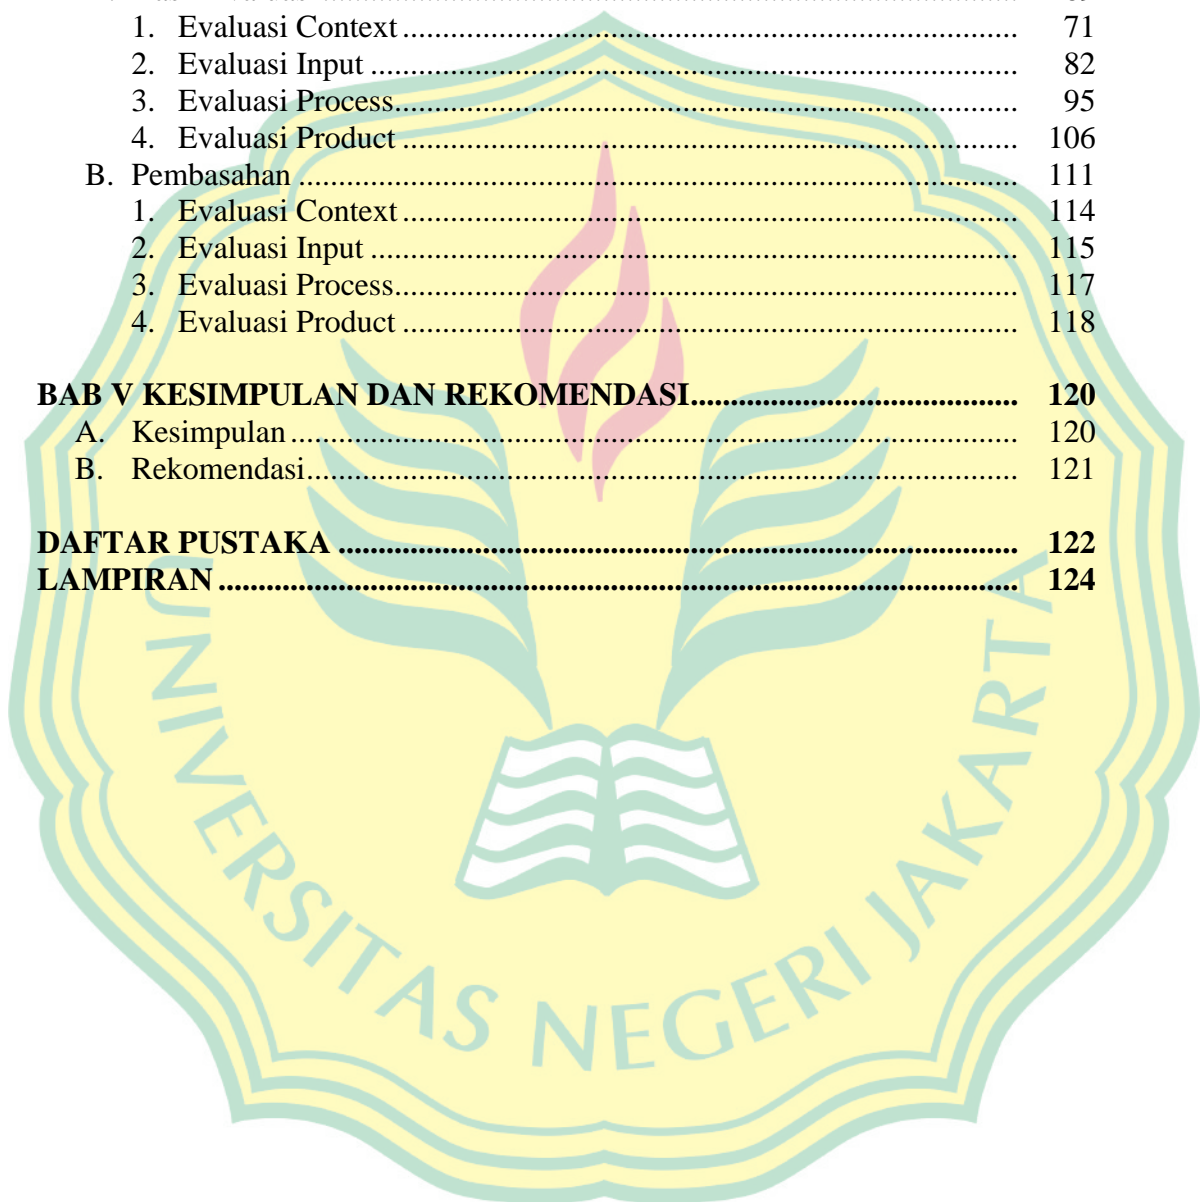 1. Evaluasi Context ........ 71
2. Evaluasi Input ........ 82
3. Evaluasi Process........ 95
4. Evaluasi Product ........ 106
B. Pembasahan ........ 111
1. Evaluasi Context ........ 114
2. Evaluasi Input ........ 115
3. Evaluasi Process........ 117
4. Evaluasi Product ........ 118
BAB V KESIMPULAN DAN REKOMENDASI........ 120
A. Kesimpulan ........ 120
B. Rekomendasi........ 121
DAFTAR PUSTAKA ........ 122
LAMPIRAN ........ 124
UNIVERSITAS NEGERI JAKARTA